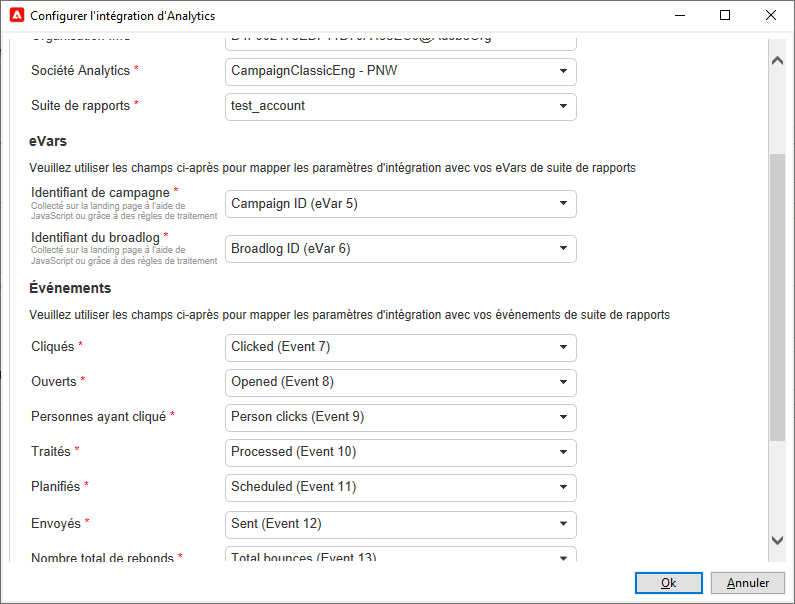 Configurer l'intégration d'Analytics
Société Analytics * CampaignClassicEng - PNW
Suite de rapports * test_account
eVars
Veuillez utiliser les champs ci-après pour mapper les paramètres d'intégration avec vos eVars de suite de rapports
Identifiant de campagne * Campaign ID (eVar 5)
Collecté sur la landing page à l'aide de
JavaScript ou grâce à des règles de traitement
Identifiant du broadlog * Broadlog ID (eVar 6)
Collecté sur la landing page à l'aide de
JavaScript ou grâce à des règles de traitement
Événements
Veuillez utiliser les champs ci-après pour mapper les paramètres d'intégration avec vos événements de suite de rapports
Cliqués * Clicked (Event 7)
Ouverts * Opened (Event 8)
Personnes ayant cliqué * Person clicks (Event 9)
Traités * Processed (Event 10)
Planifiés * Scheduled (Event 11)
Envoyés * Sent (Event 12)
Nombre total de rebonds * Total bounces (Event 13)
Ok Annuler